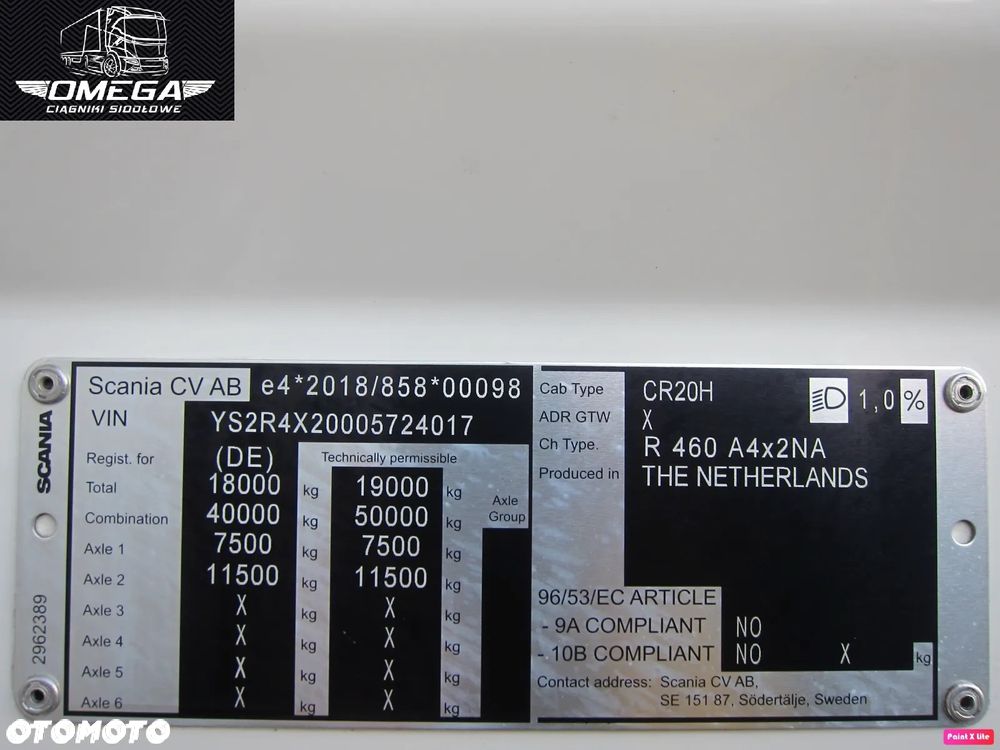 OMEGA
CIĄGNIKI SIODŁOWE
SCANIA
2962389
Scania CV AB e4*2018/858*00098
VIN YS2R4X20005724017
Regist. for (DE) Technically permissible
Total 18000 kg 19000 kg
Combination 40000 kg 50000 kg
Axle Group
Axle 1 7500 kg 7500 kg
Axle 2 11500 kg 11500 kg
Axle 3 X kg X kg
Axle 4 X kg X kg
Axle 5 X kg X kg
Axle 6 X kg X kg
Cab Type CR20H 1,0 %
ADR GTW X
Ch Type. R 460 A4x2NA
Produced in THE NETHERLANDS
96/53/EC ARTICLE
- 9A COMPLIANT NO
- 10B COMPLIANT NO X kg
Contact address: Scania CV AB,
SE 151 87, Södertälje, Sweden
OTOMOTO
Paint X lite